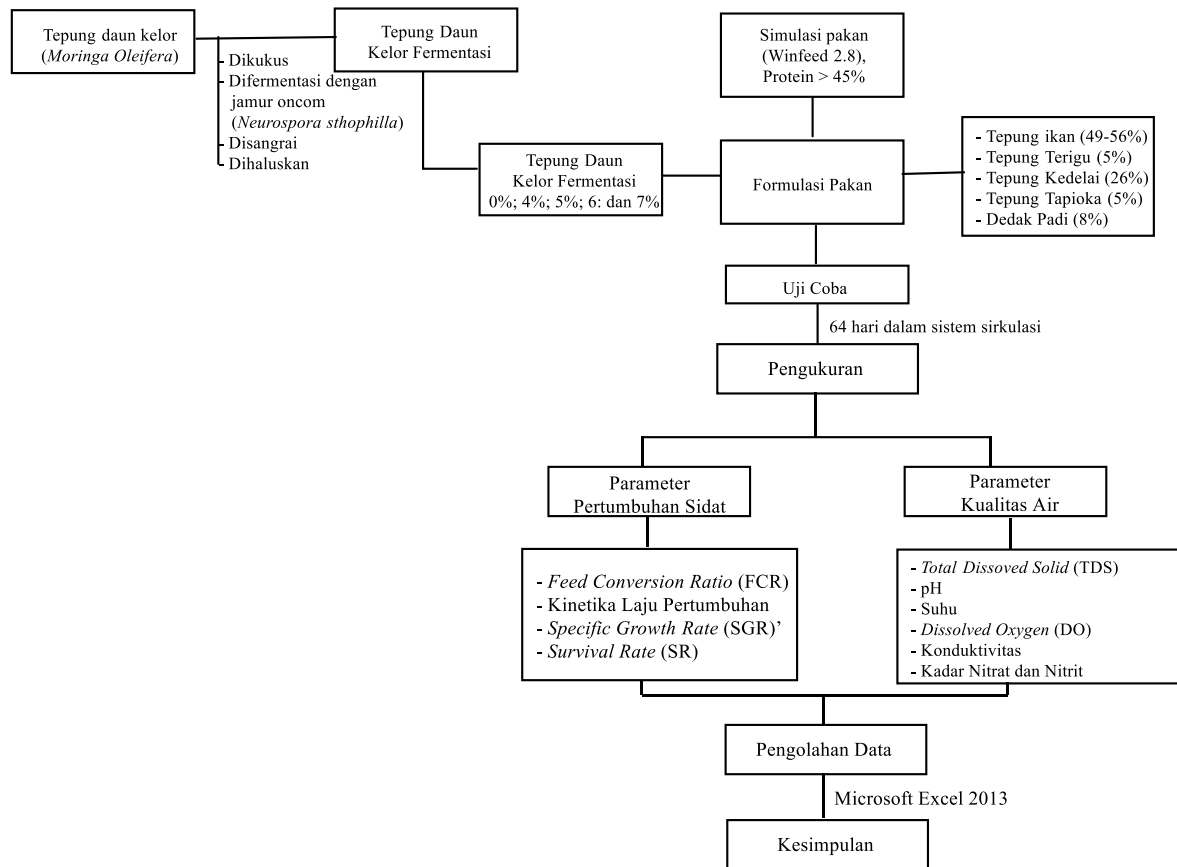 Tepung daun kelor
(Moringa Oleifera)
- Dikukus
- Difermentasi dengan
jamur oncom
(Neurospora sthophilla)
- Disangrai
- Dihaluskan
Tepung Daun
Kelor Fermentasi
Tepung Daun
Kelor Fermentasi
0%; 4%; 5%; 6: dan 7%
Simulasi pakan
(Winfeed 2.8),
Protein > 45%
Formulasi Pakan
- Tepung ikan (49-56%)
- Tepung Terigu (5%)
- Tepung Kedelai (26%)
- Tepung Tapioka (5%)
- Dedak Padi (8%)
Uji Coba
64 hari dalam sistem sirkulasi
Pengukuran
Parameter
Pertumbuhan Sidat
Parameter
Kualitas Air
- Feed Conversion Ratio (FCR)
- Kinetika Laju Pertumbuhan
- Specific Growth Rate (SGR)’
- Survival Rate (SR)
- Total Dissoved Solid (TDS)
- pH
- Suhu
- Dissolved Oxygen (DO)
- Konduktivitas
- Kadar Nitrat dan Nitrit
Pengolahan Data
Microsoft Excel 2013
Kesimpulan